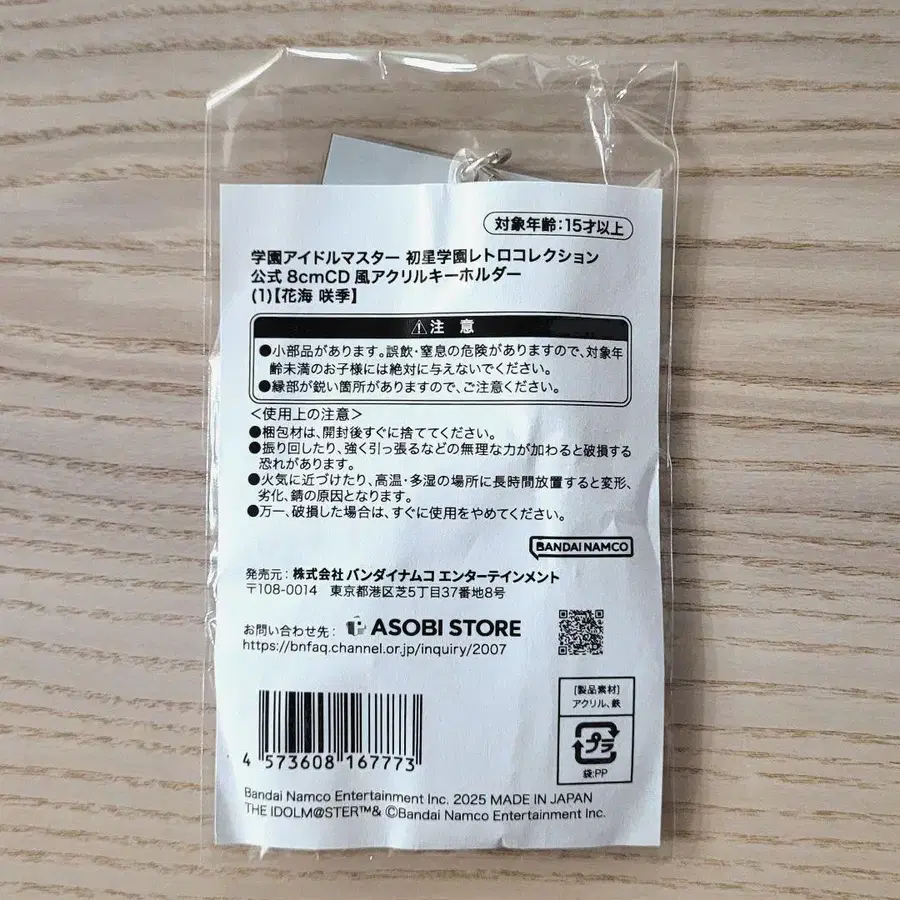 対象年齢:15才以上
学園アイドルマスター 初星学園レトロコレクション
公式 8cmCD 風アクリルキーホルダー
(1)【花海 咲季】
⚠注 意
●小部品があります。誤飲・窒息の危険がありますので、対象年
齢未満のお子様には絶対に与えないでください。
●縁部が鋭い箇所がありますので、ご注意ください。
<使用上の注意>
●梱包材は、開封後すぐに捨ててください。
●振り回したり、強く引っ張るなどの無理な力が加わると破損する
恐れがあります。
●火気に近づけたり、高温・多湿の場所に長時間放置すると変形、
劣化、錆の原因となります。
●万一、破損した場合は、すぐに使用をやめてください。
BANDAI NAMCO
発売元:株式会社 バンダイナムコ エンターテインメント
〒108-0014 東京都港区芝5丁目37番地8号
お問い合わせ先: ASOBI STORE
https://bnfaq.channel.or.jp/inquiry/2007
[製品素材]
アクリル、鉄
プラ
袋:PP
4 573608 167773
Bandai Namco Entertainment Inc. 2025 MADE IN JAPAN
THE IDOLM@STER™& ©Bandai Namco Entertainment Inc.